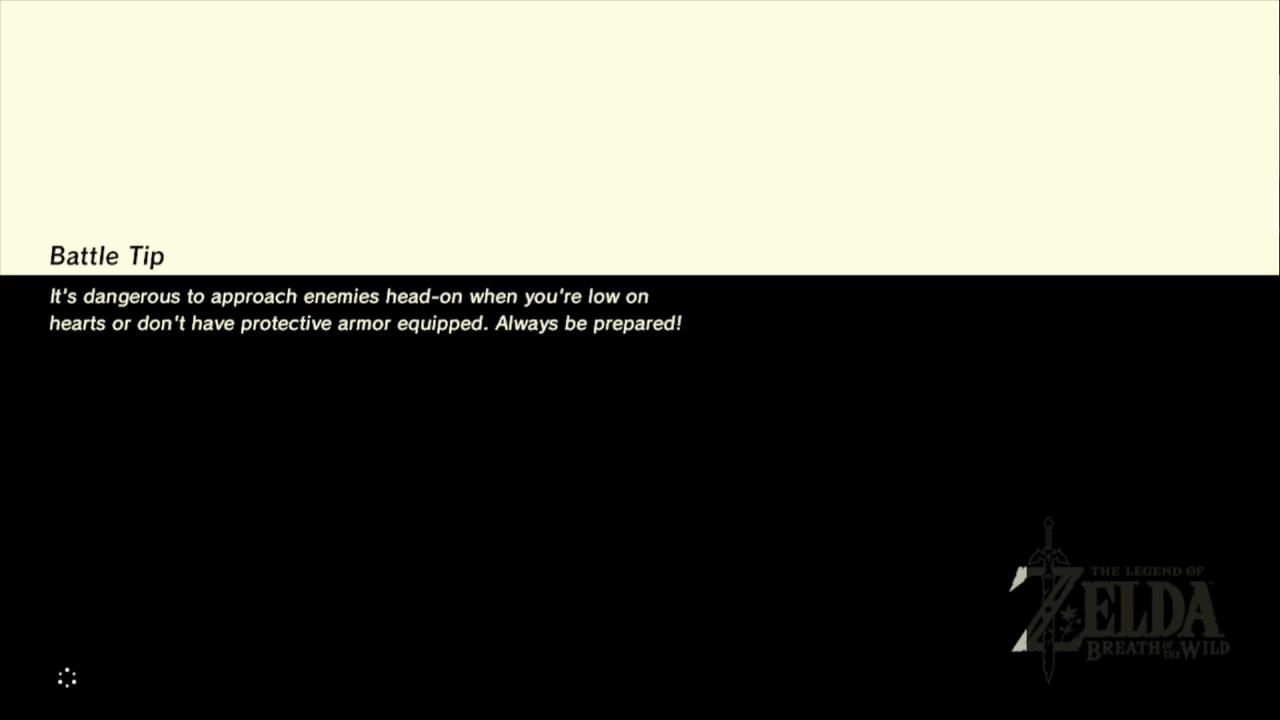 Battle Tip
It's dangerous to approach enemies head-on when you're low on
hearts or don't have protective armor equipped. Always be prepared!
THE LEGEND OF
ZELDA
BREATH OF THE WILD